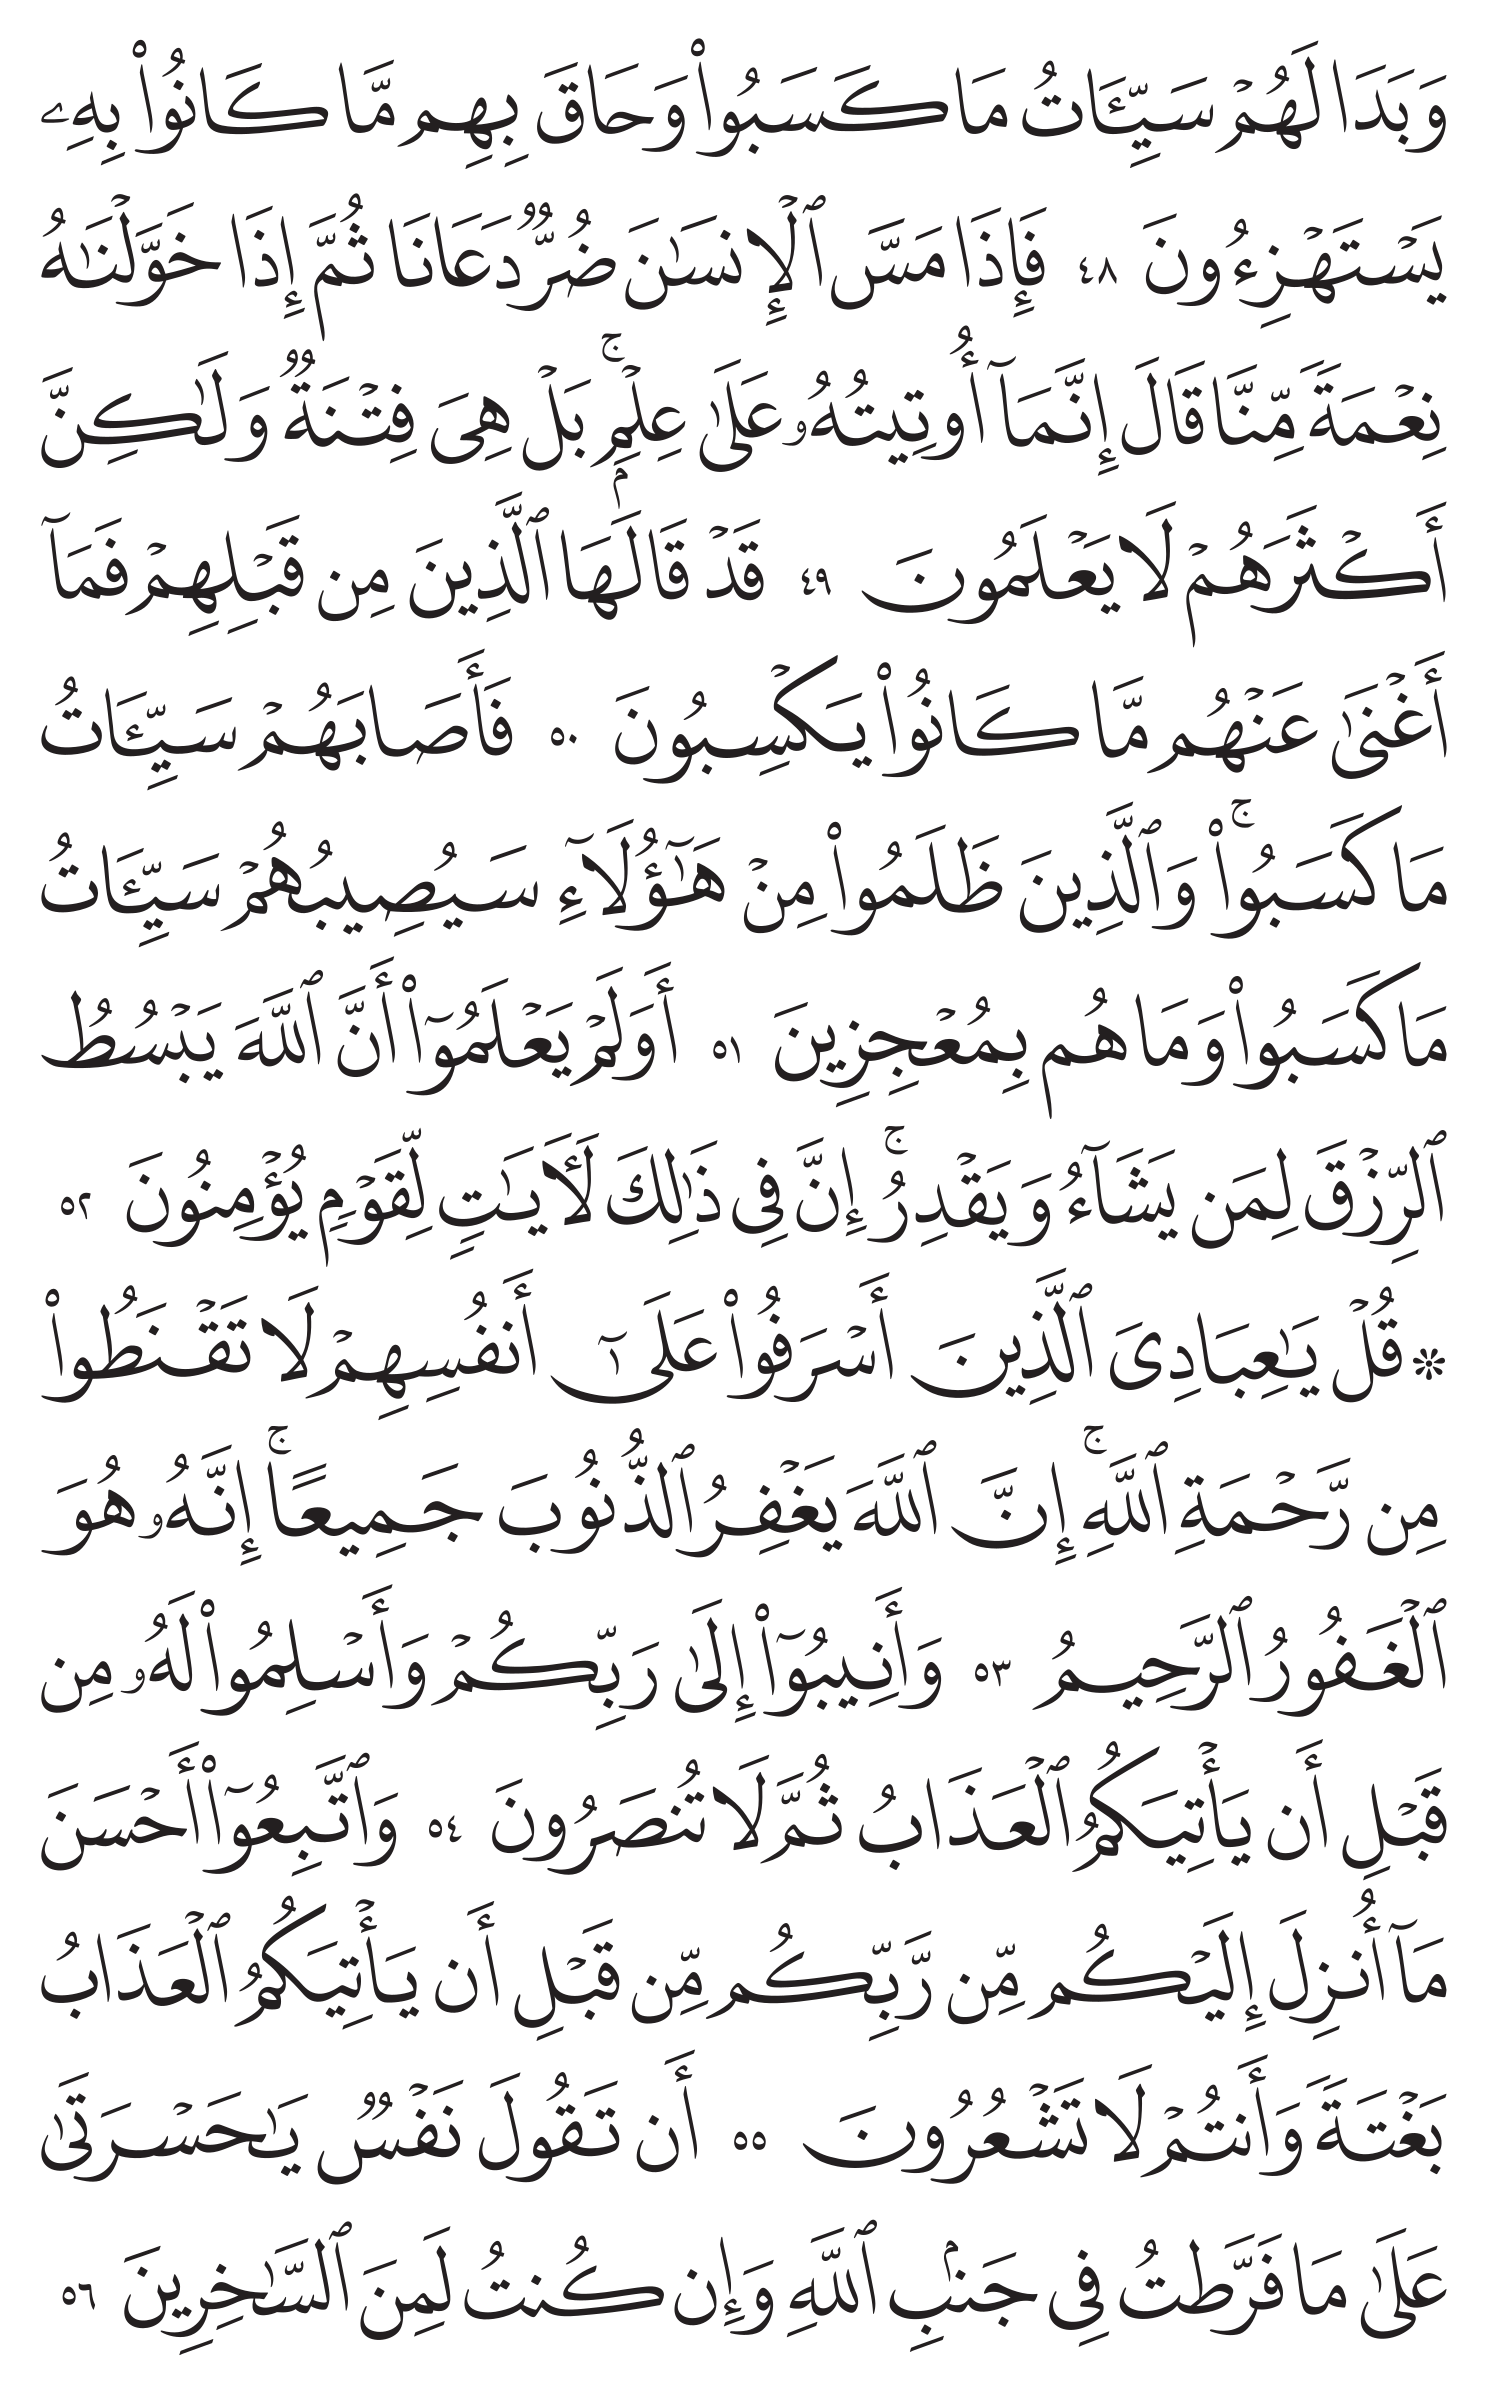 وَبَدَا لَهُمۡ سَيِّـَٔاتُ مَا كَسَبُواْ وَحَاقَ بِهِم مَّا كَانُواْ بِهِۦ
يَسۡتَهۡزِءُونَ ٤٨ فَإِذَا مَسَّ ٱلۡإِنسَٰنَ ضُرّٞ دَعَانَا ثُمَّ إِذَا خَوَّلۡنَٰهُ
نِعۡمَةٗ مِّنَّا قَالَ إِنَّمَآ أُوتِيتُهُۥ عَلَىٰ عِلۡمِۭۚ بَلۡ هِيَ فِتۡنَةٞ وَلَٰكِنَّ
أَكۡثَرَهُمۡ لَا يَعۡلَمُونَ ٤٩ قَدۡ قَالَهَا ٱلَّذِينَ مِن قَبۡلِهِمۡ فَمَآ
أَغۡنَىٰ عَنۡهُم مَّا كَانُواْ يَكۡسِبُونَ ٥٠ فَأَصَابَهُمۡ سَيِّـَٔاتُ
مَا كَسَبُواْۚ وَٱلَّذِينَ ظَلَمُواْ مِنۡ هَٰٓؤُلَآءِ سَيُصِيبُهُمۡ سَيِّـَٔاتُ
مَا كَسَبُواْ وَمَا هُم بِمُعۡجِزِينَ ٥١ أَوَلَمۡ يَعۡلَمُوٓاْ أَنَّ ٱللَّهَ يَبۡسُطُ
ٱلرِّزۡقَ لِمَن يَشَآءُ وَيَقۡدِرُۚ إِنَّ فِي ذَٰلِكَ لَأٓيَٰتٖ لِّقَوۡمٖ يُؤۡمِنُونَ ٥٢
۞ قُلۡ يَٰعِبَادِيَ ٱلَّذِينَ أَسۡرَفُواْ عَلَىٰٓ أَنفُسِهِمۡ لَا تَقۡنَطُواْ
مِن رَّحۡمَةِ ٱللَّهِۚ إِنَّ ٱللَّهَ يَغۡفِرُ ٱلذُّنُوبَ جَمِيعًاۚ إِنَّهُۥ هُوَ
ٱلۡغَفُورُ ٱلرَّحِيمُ ٥٣ وَأَنِيبُوٓاْ إِلَىٰ رَبِّكُمۡ وَأَسۡلِمُواْ لَهُۥ مِن
قَبۡلِ أَن يَأۡتِيَكُمُ ٱلۡعَذَابُ ثُمَّ لَا تُنصَرُونَ ٥٤ وَٱتَّبِعُوٓاْ أَحۡسَنَ
مَآ أُنزِلَ إِلَيۡكُم مِّن رَّبِّكُم مِّن قَبۡلِ أَن يَأۡتِيَكُمُ ٱلۡعَذَابُ
بَغۡتَةٗ وَأَنتُمۡ لَا تَشۡعُرُونَ ٥٥ أَن تَقُولَ نَفۡسٞ يَٰحَسۡرَتَىٰ
عَلَىٰ مَا فَرَّطتُ فِي جَنۢبِ ٱللَّهِ وَإِن كُنتُ لَمِنَ ٱلسَّٰخِرِينَ ٥٦